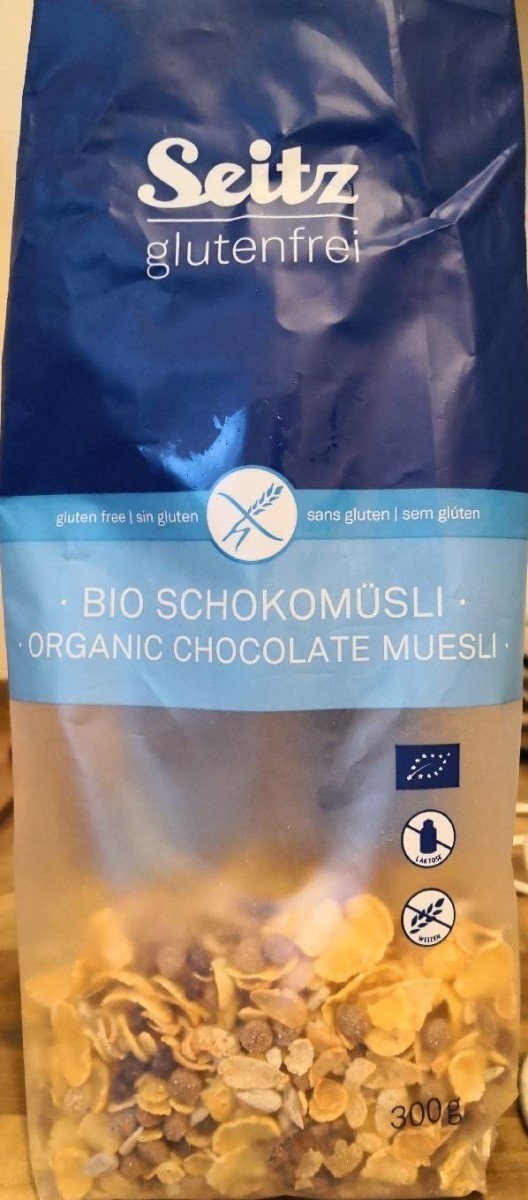 Seitz
glutenfrei
gluten free | sin gluten
sans gluten | sem glúten
· BIO SCHOKOMÜSLI ·
· ORGANIC CHOCOLATE MUESLI ·
LAKTOSE
WEIZEN
300g